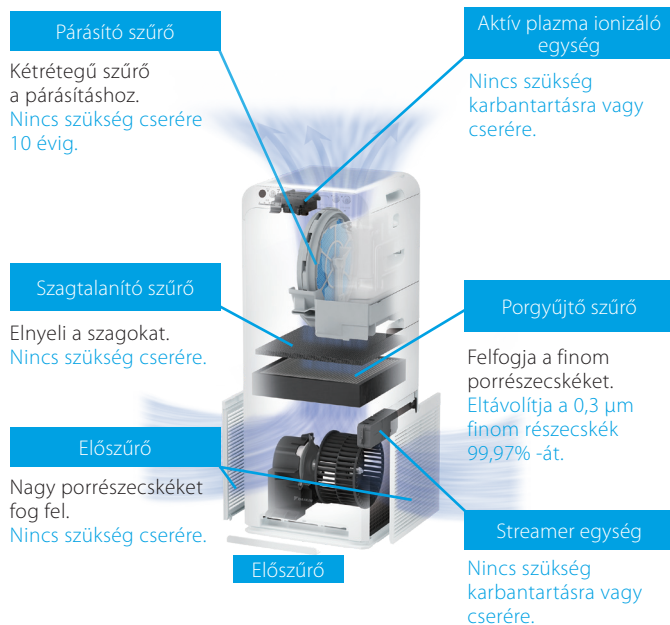 Párásító szűrő
Kétrétegű szűrő
a párásításhoz.
Nincs szükség cserére
10 évig.
Aktív plazma ionizáló
egység
Nincs szükség
karbantartásra vagy
cserére.
Szagtalanító szűrő
Elnyeli a szagokat.
Nincs szükség cserére.
Porgyűjtő szűrő
Felfogja a finom
porrészecskéket.
Eltávolítja a 0,3 µm
finom részecskék
99,97% -át.
Előszűrő
Nagy porrészecskéket
fog fel.
Nincs szükség cserére.
Előszűrő
Streamer egység
Nincs szükség
karbantartásra vagy
cserére.